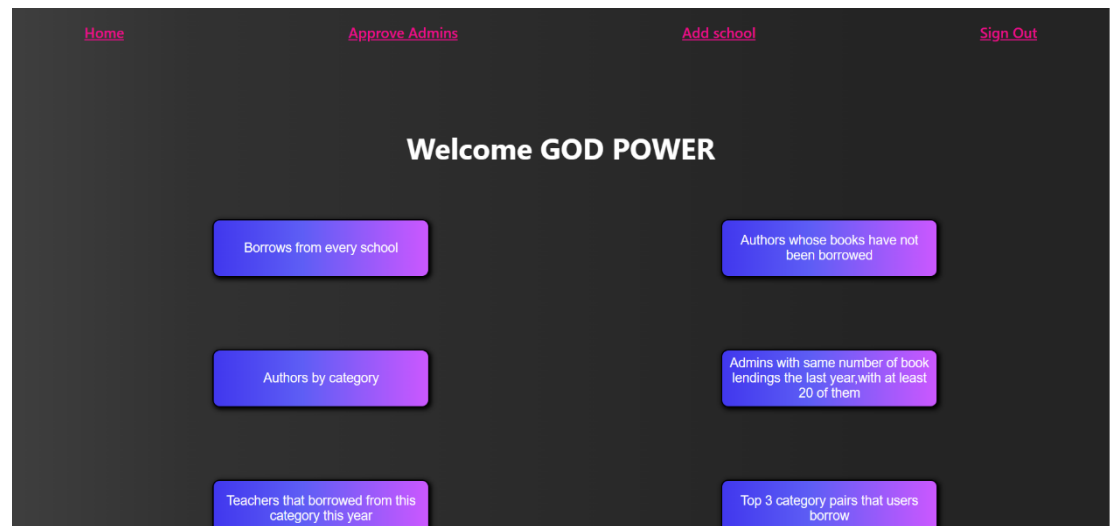 Home Approve Admins Add school Sign Out
Welcome GOD POWER
Borrows from every school
Authors whose books have not
been borrowed
Authors by category
Admins with same number of book
lendings the last year,with at least
20 of them
Teachers that borrowed from this
category this year
Top 3 category pairs that users
borrow